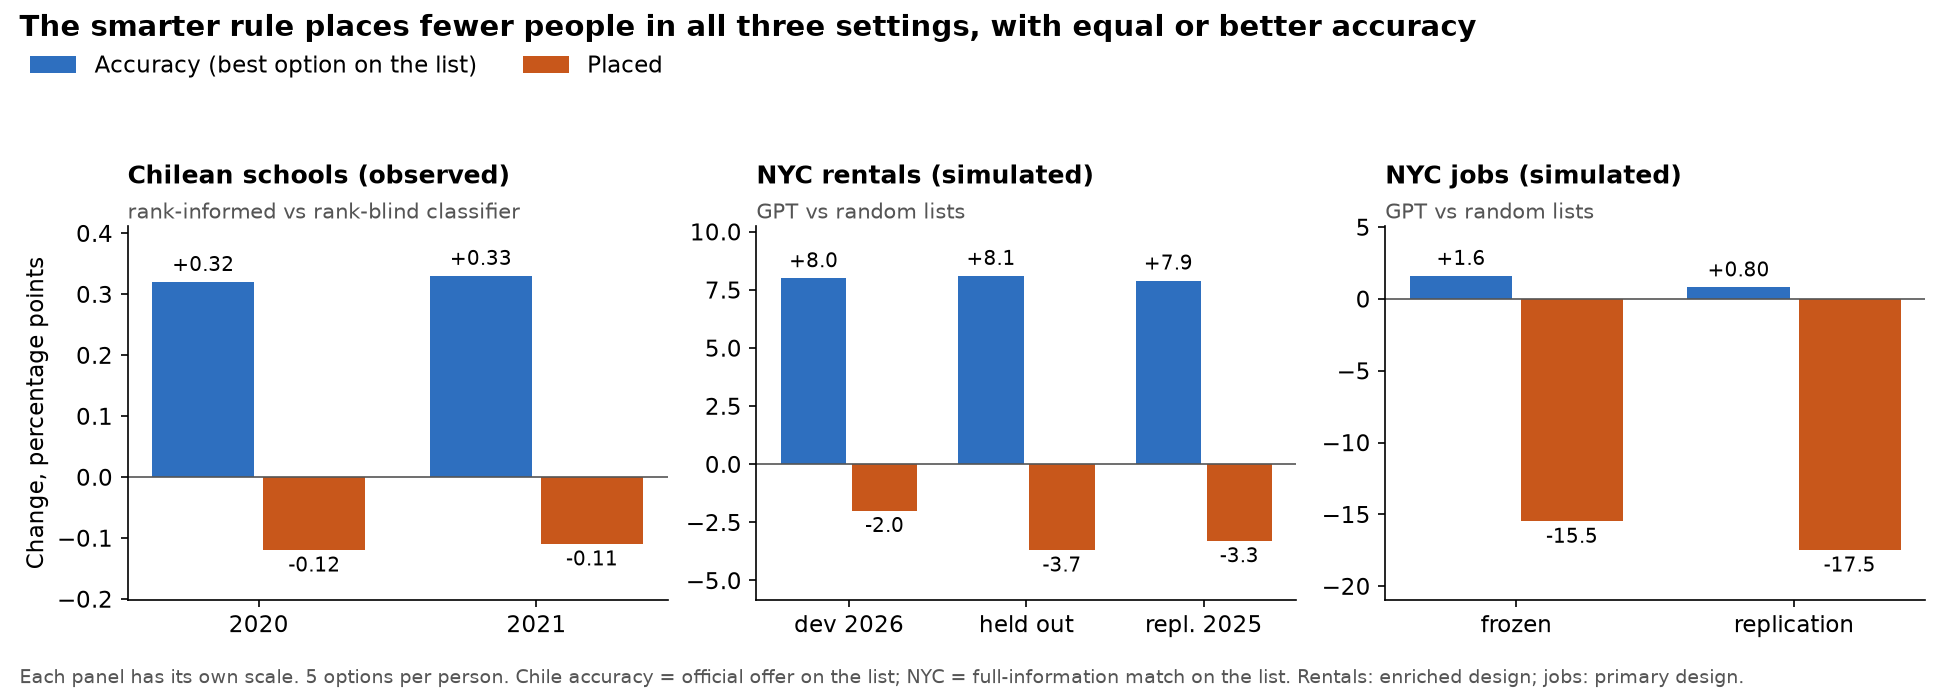 The smarter rule places fewer people in all three settings, with equal or better accuracy
Accuracy (best option on the list) Placed
Chilean schools (observed)
rank-informed vs rank-blind classifier
Change, percentage points
0.4
0.3
0.2
0.1
0.0
−0.1
−0.2
+0.32
-0.12
+0.33
-0.11
2020 2021
NYC rentals (simulated)
GPT vs random lists
10.0
7.5
5.0
2.5
0.0
−2.5
−5.0
+8.0
-2.0
+8.1
-3.7
+7.9
-3.3
dev 2026 held out repl. 2025
NYC jobs (simulated)
GPT vs random lists
5
0
−5
−10
−15
−20
+1.6
-15.5
+0.80
-17.5
frozen replication
Each panel has its own scale. 5 options per person. Chile accuracy = official offer on the list; NYC = full-information match on the list. Rentals: enriched design; jobs: primary design.